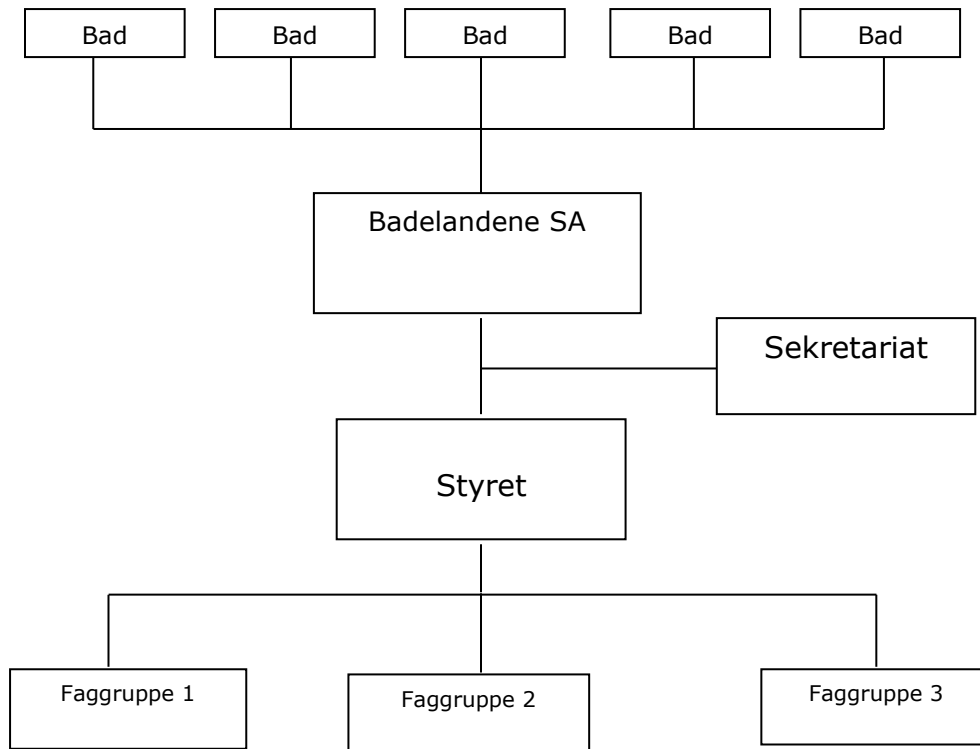 Bad
Bad
Bad
Bad
Bad
Badelandene SA
Sekretariat
Styret
Faggruppe 1
Faggruppe 2
Faggruppe 3